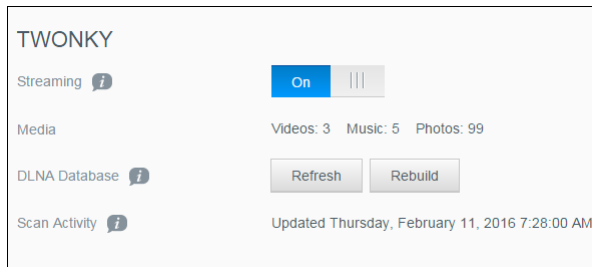 TWONKY
Streaming i On
Media Videos: 3 Music: 5 Photos: 99
DLNA Database i Refresh Rebuild
Scan Activity i Updated Thursday, February 11, 2016 7:28:00 AM